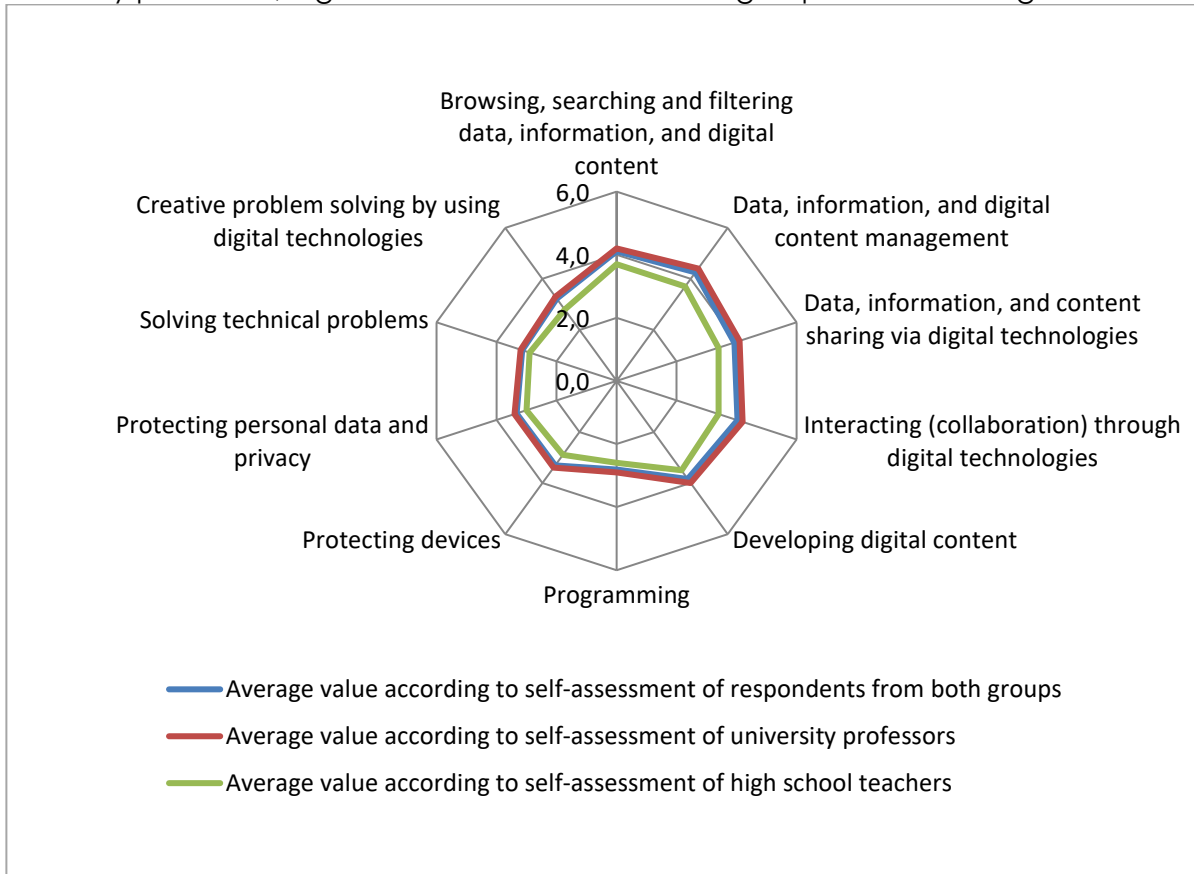 Browsing, searching and filtering
data, information, and digital
content
6,0
Creative problem solving by using
digital technologies
Data, information, and digital
content management
4,0
Solving technical problems
Data, information, and content
sharing via digital technologies
2,0
0,0
Protecting personal data and
privacy
Interacting (collaboration) through
digital technologies
Protecting devices
Developing digital content
Programming
Average value according to self-assessment of respondents from both groups
Average value according to self-assessment of university professors
Average value according to self-assessment of high school teachers